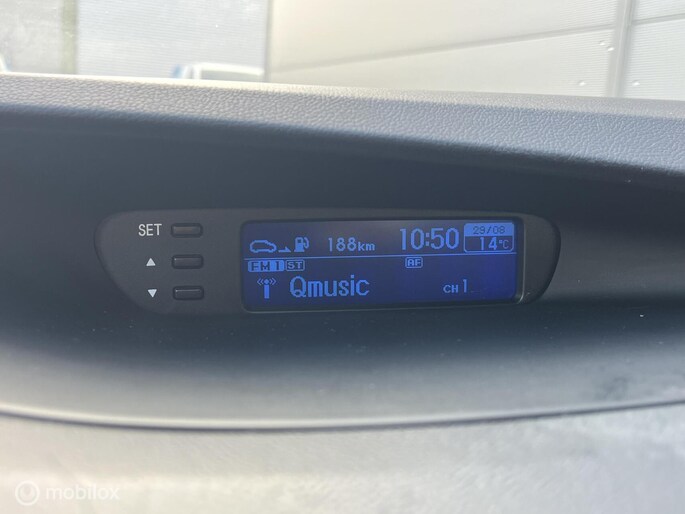 SET
188km 10:50 29/08 14°C
FM1 ST AF
Qmusic CH 1
mobilox